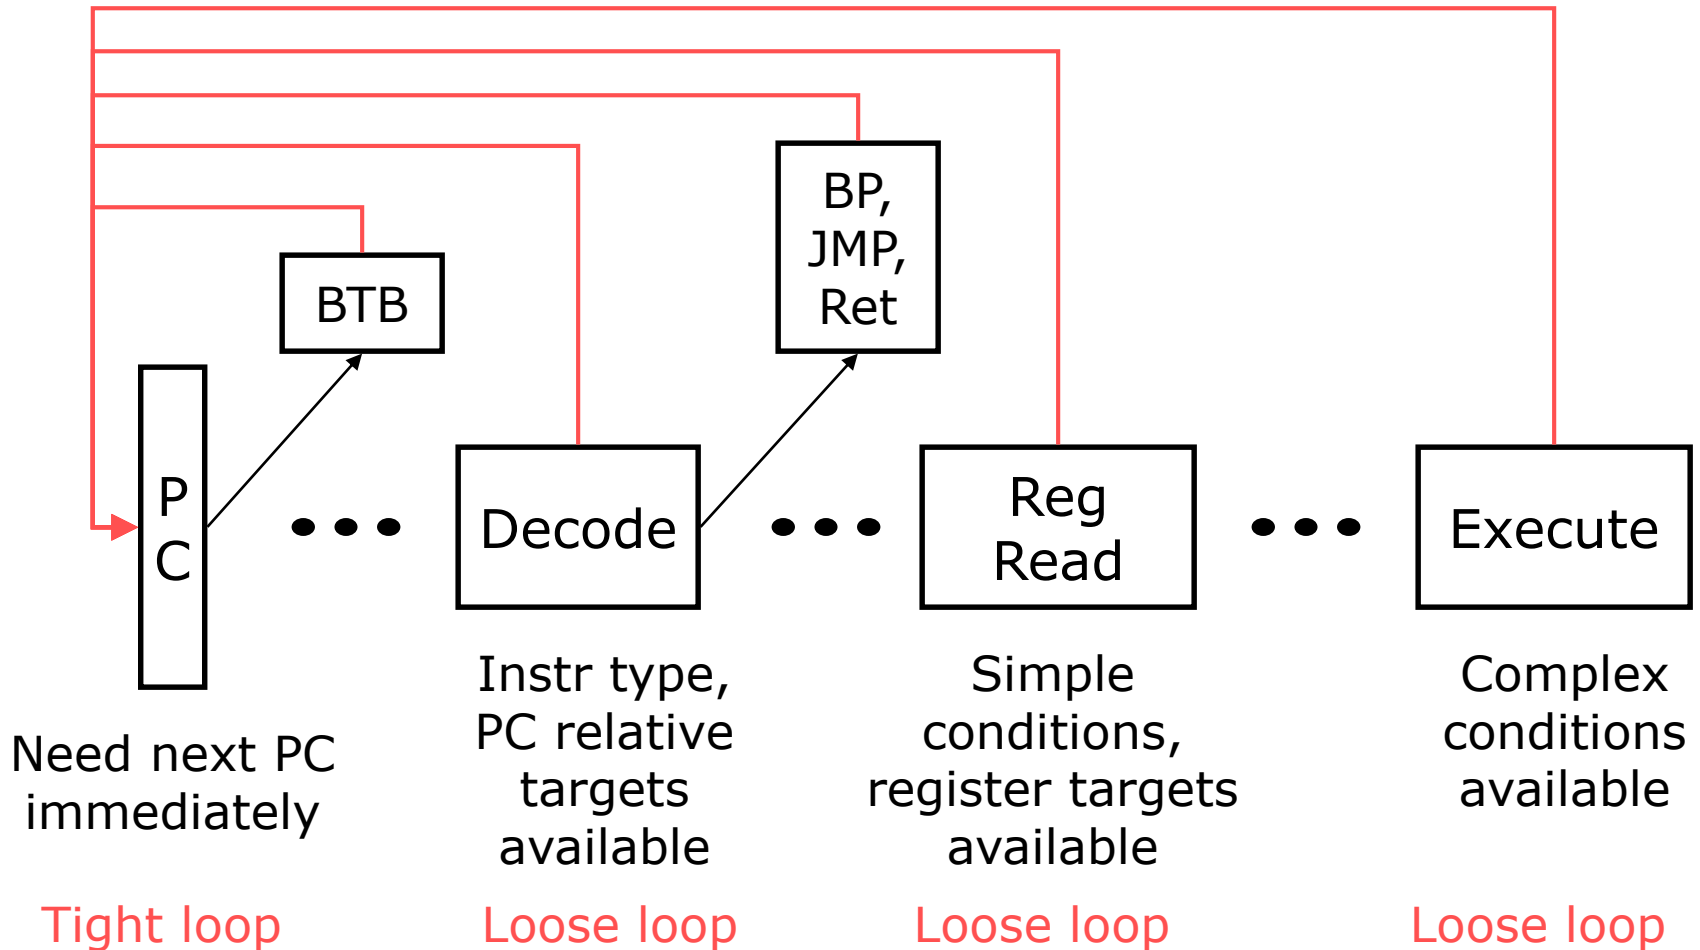 BP,
JMP,
Ret
BTB
P
C
Decode
Reg
Read
Execute
Need next PC
immediately
Instr type,
PC relative
targets
available
Simple
conditions,
register targets
available
Complex
conditions
available
Tight loop
Loose loop
Loose loop
Loose loop